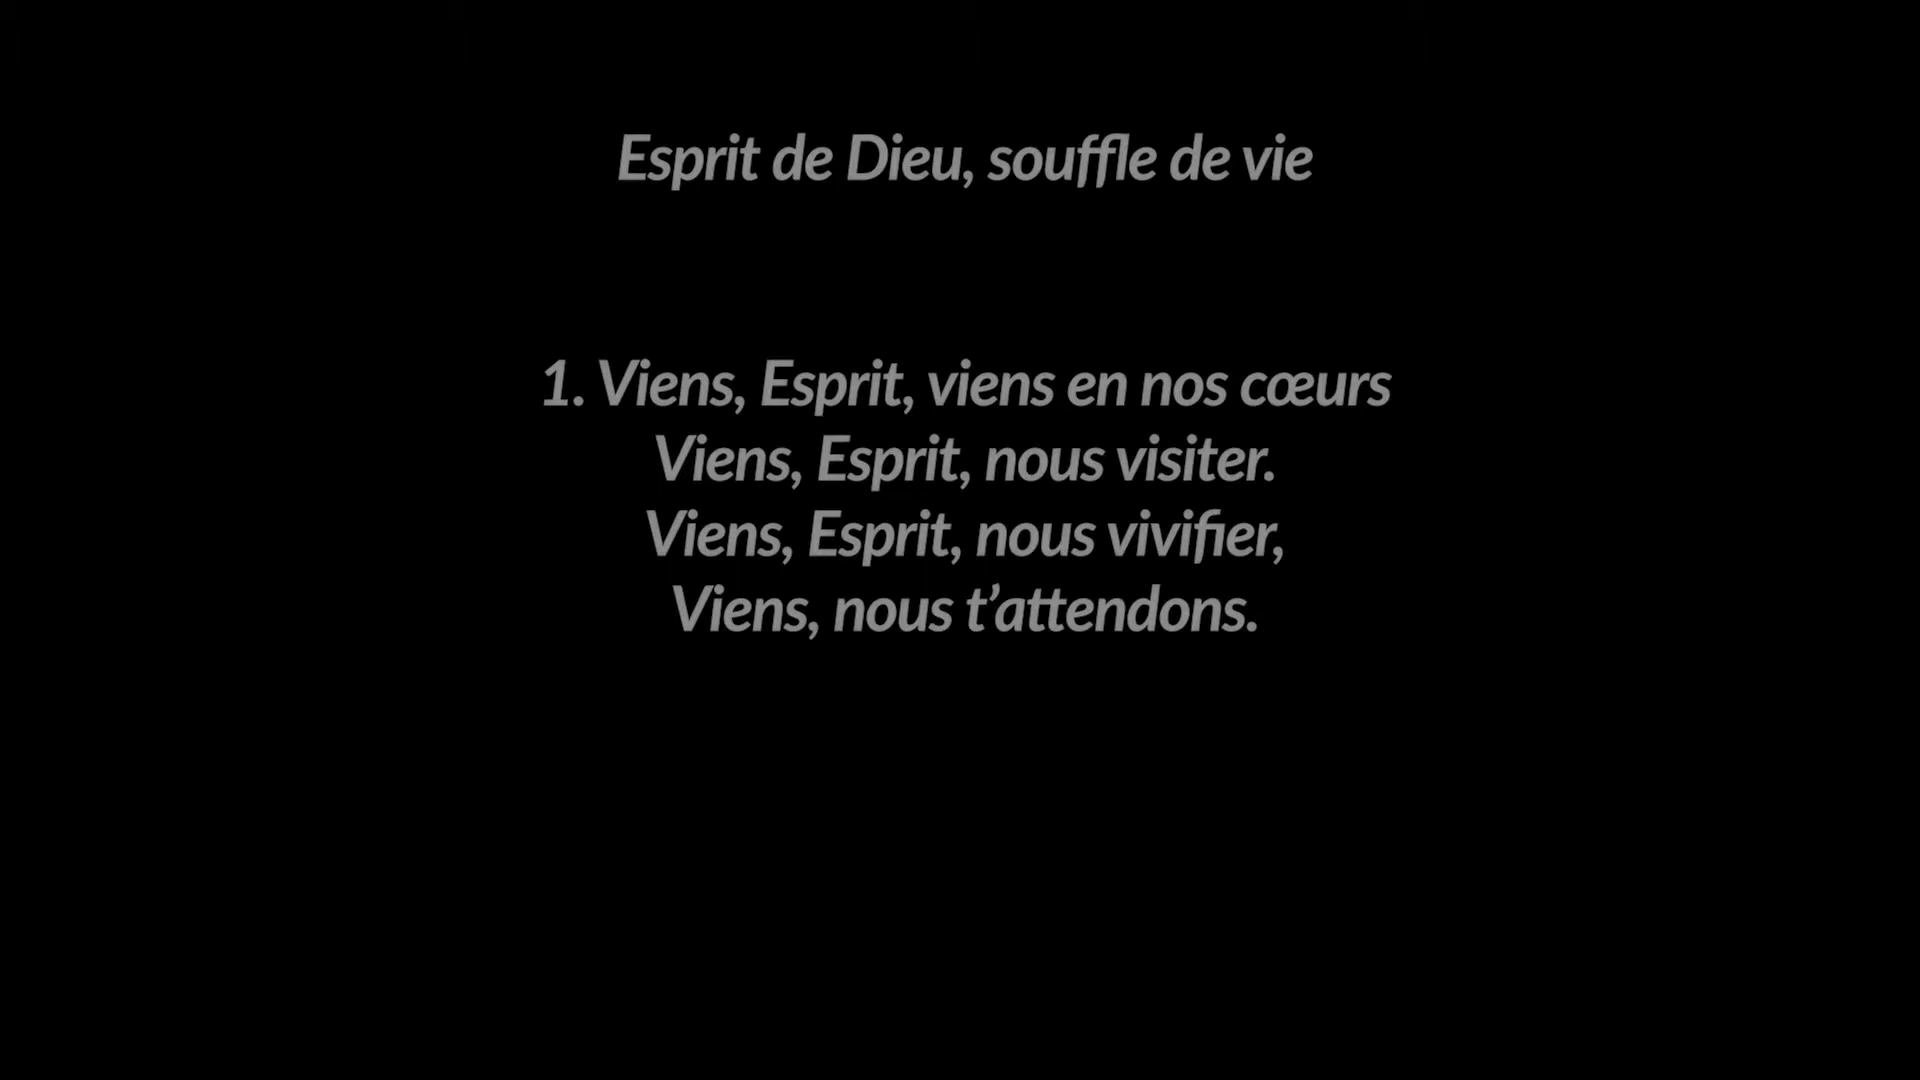 Esprit de Dieu, souffle de vie
1. Viens, Esprit, viens en nos cœurs
Viens, Esprit, nous visiter.
Viens, Esprit, nous vivifier,
Viens, nous t’attendons.